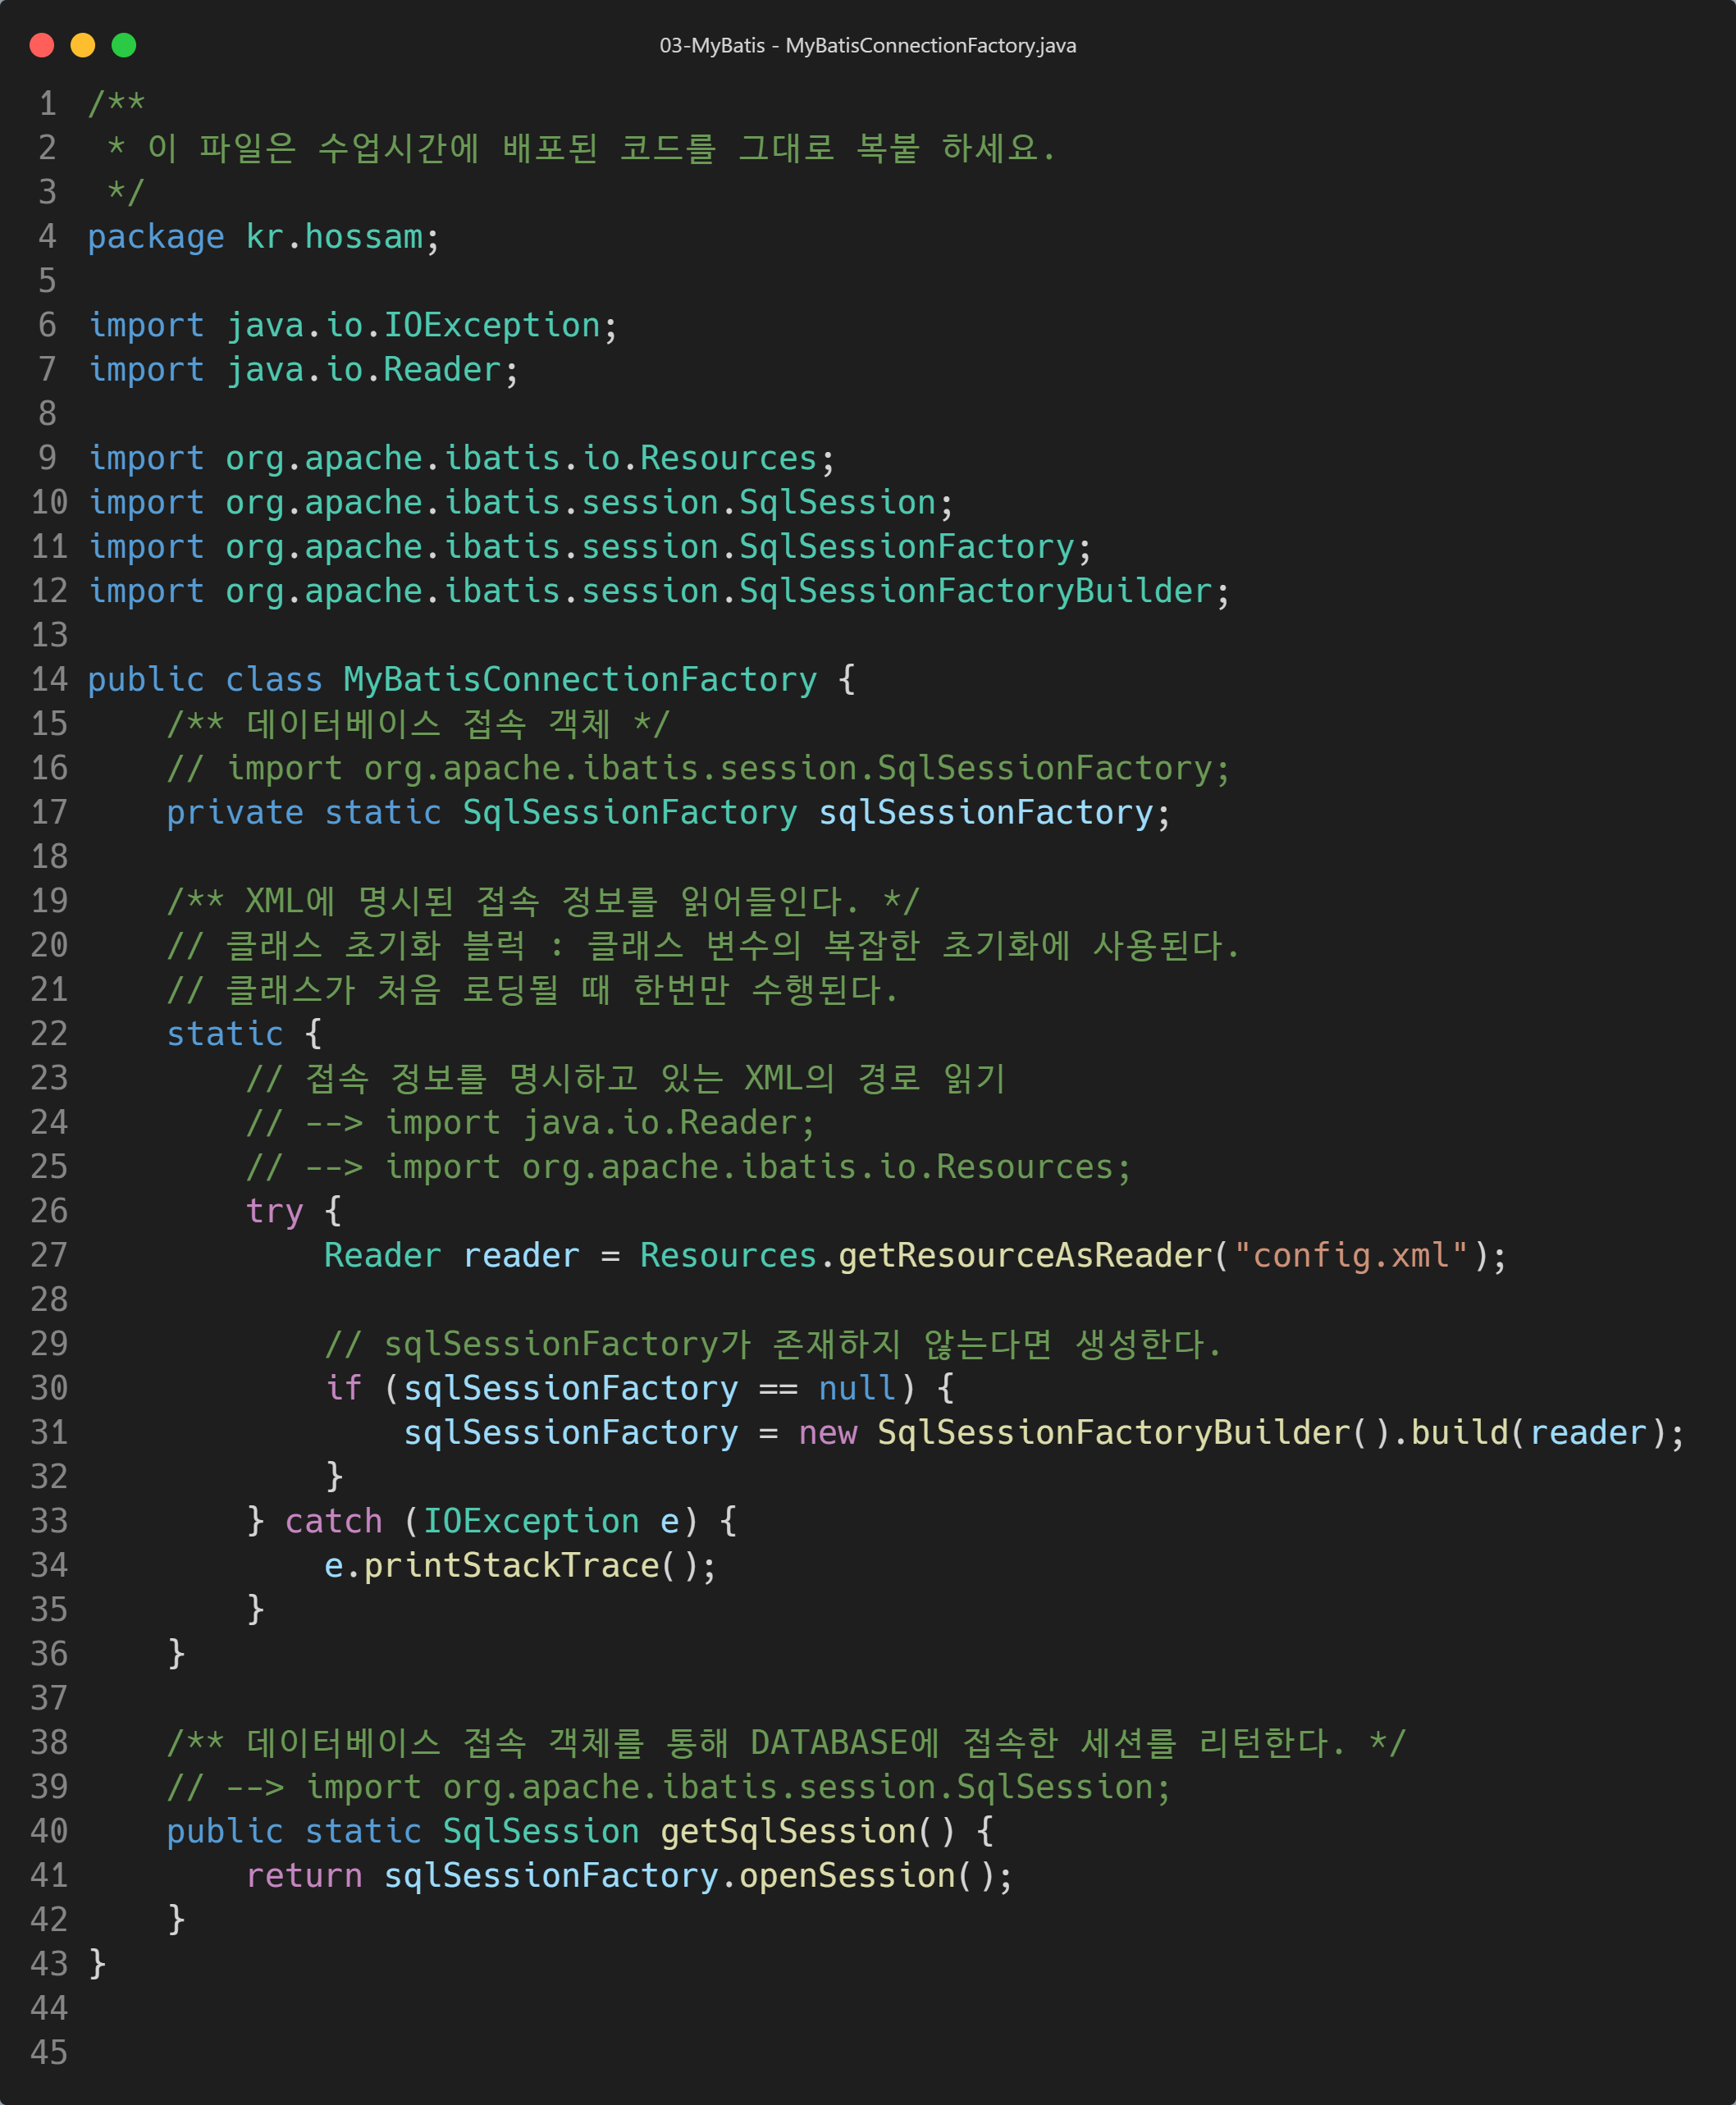 03-MyBatis - MyBatisConnectionFactory.java
1 /**
2  * 이 파일은 수업시간에 배포된 코드를 그대로 복붙 하세요.
3  */
4 package kr.hossam;
5
6 import java.io.IOException;
7 import java.io.Reader;
8
9 import org.apache.ibatis.io.Resources;
10 import org.apache.ibatis.session.SqlSession;
11 import org.apache.ibatis.session.SqlSessionFactory;
12 import org.apache.ibatis.session.SqlSessionFactoryBuilder;
13
14 public class MyBatisConnectionFactory {
15     /** 데이터베이스 접속 객체 */
16     // import org.apache.ibatis.session.SqlSessionFactory;
17     private static SqlSessionFactory sqlSessionFactory;
18
19     /** XML에 명시된 접속 정보를 읽어들인다. */
20     // 클래스 초기화 블럭 : 클래스 변수의 복잡한 초기화에 사용된다.
21     // 클래스가 처음 로딩될 때 한번만 수행된다.
22     static {
23         // 접속 정보를 명시하고 있는 XML의 경로 읽기
24         // --> import java.io.Reader;
25         // --> import org.apache.ibatis.io.Resources;
26         try {
27             Reader reader = Resources.getResourceAsReader("config.xml");
28
29             // sqlSessionFactory가 존재하지 않는다면 생성한다.
30             if (sqlSessionFactory == null) {
31                 sqlSessionFactory = new SqlSessionFactoryBuilder().build(reader);
32             }
33         } catch (IOException e) {
34             e.printStackTrace();
35         }
36     }
37
38     /** 데이터베이스 접속 객체를 통해 DATABASE에 접속한 세션를 리턴한다. */
39     // --> import org.apache.ibatis.session.SqlSession;
40     public static SqlSession getSqlSession() {
41         return sqlSessionFactory.openSession();
42     }
43 }
44
45